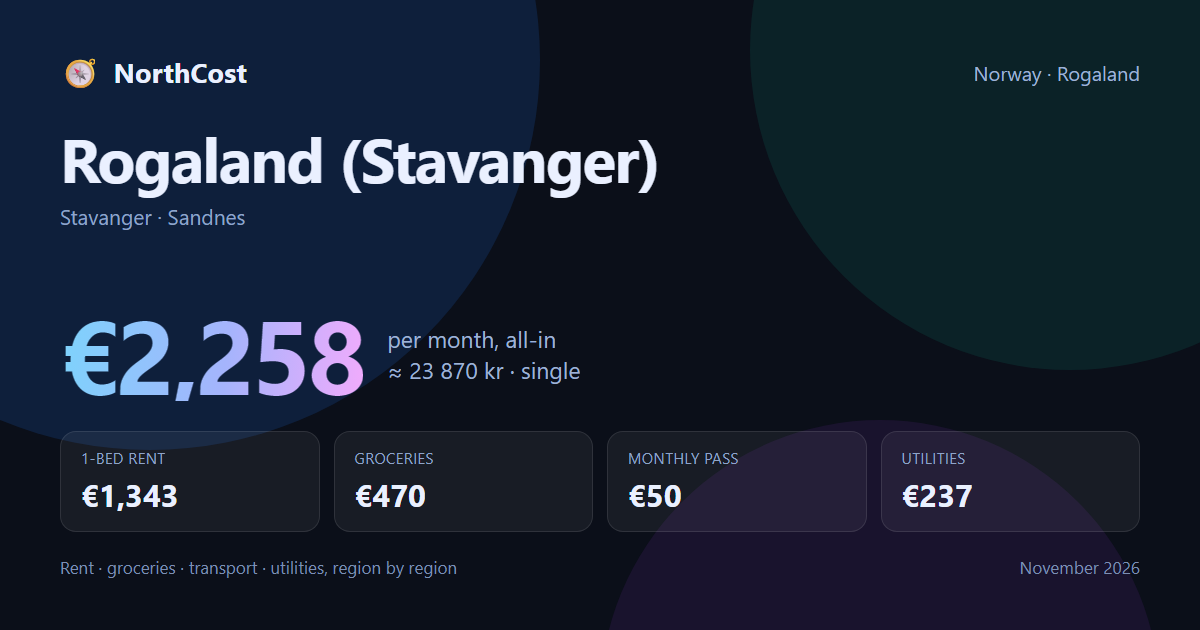 NorthCost
Norway · Rogaland
Rogaland (Stavanger)
Stavanger · Sandnes
€2,258
per month, all-in
≈ 23 870 kr · single
1-BED RENT
€1,343
GROCERIES
€470
MONTHLY PASS
€50
UTILITIES
€237
Rent · groceries · transport · utilities, region by region
November 2026